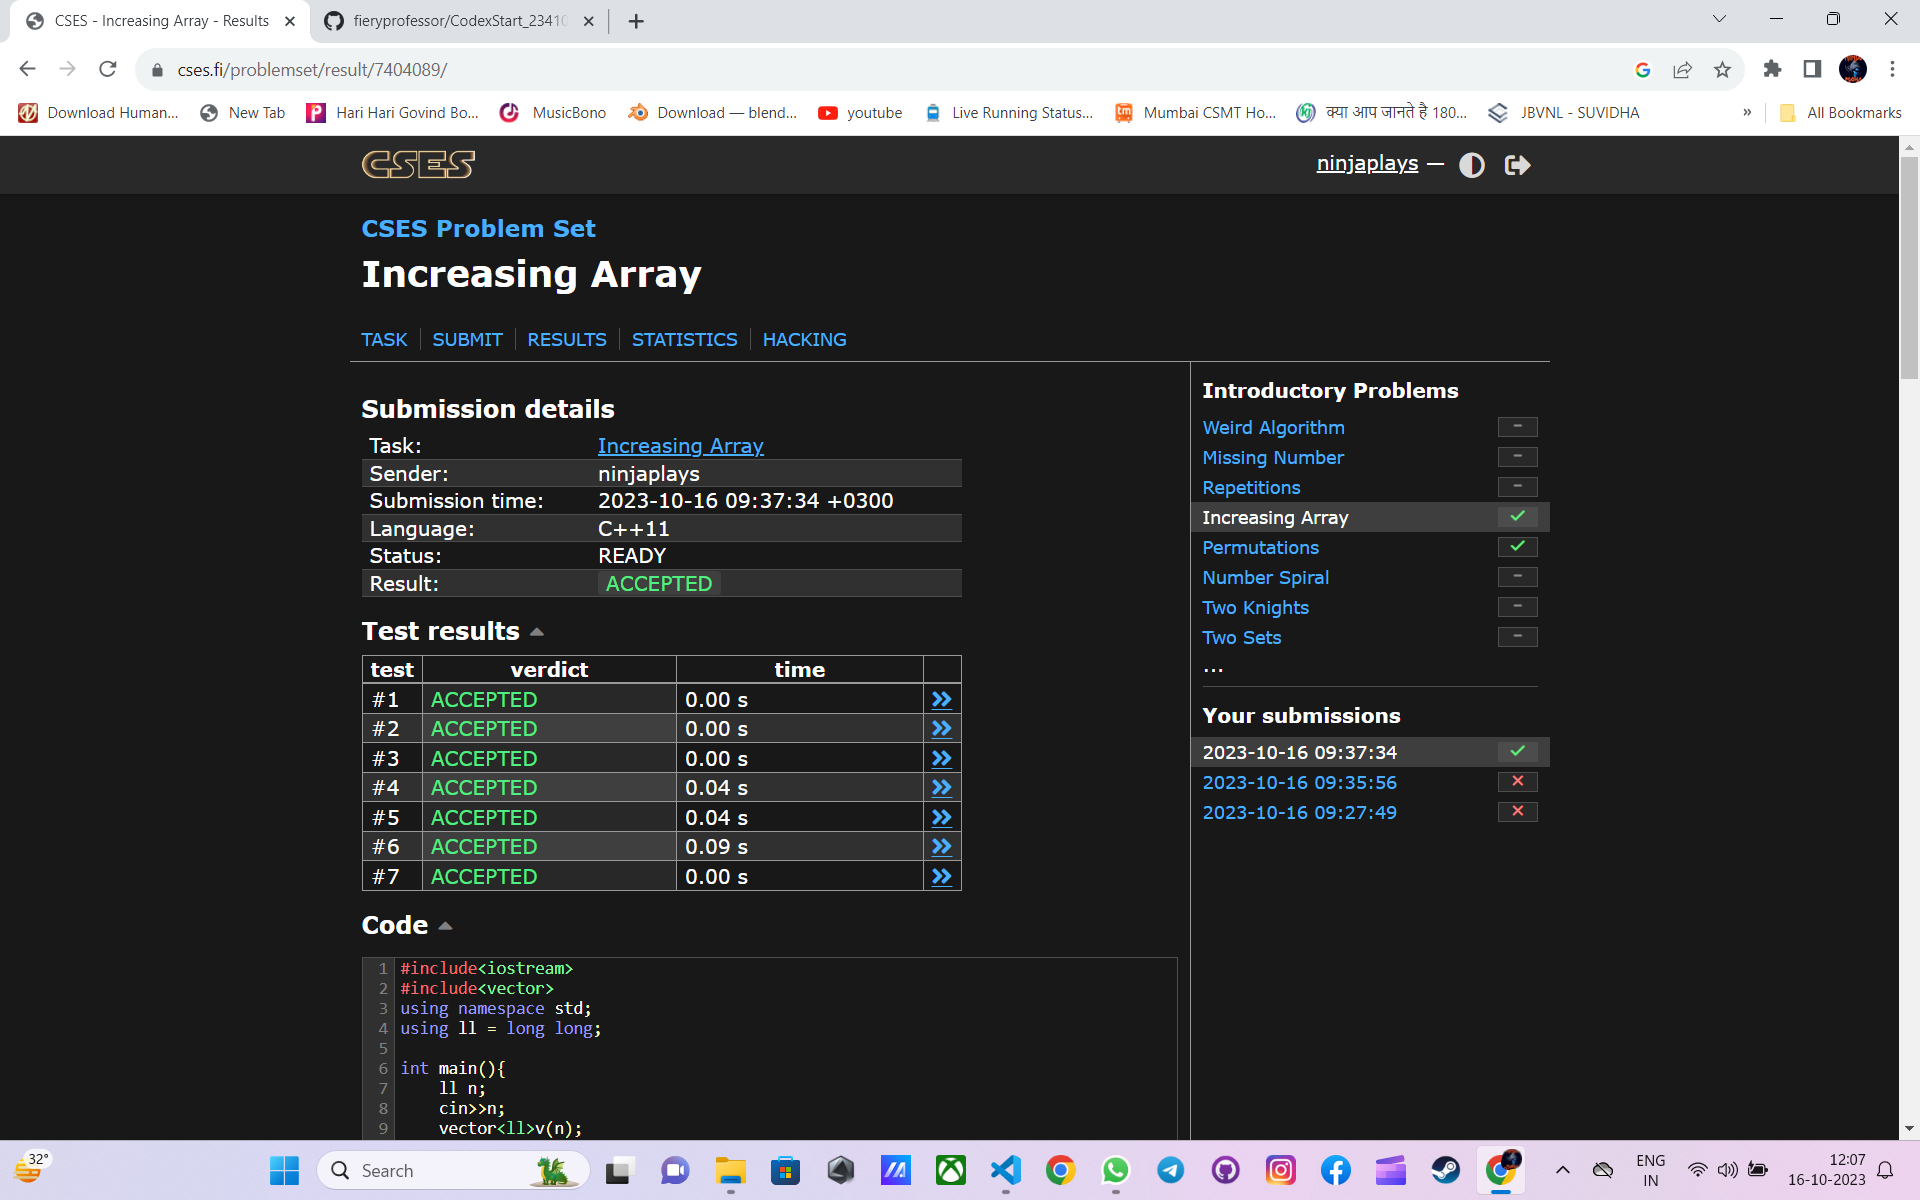 CSES - Increasing Array - Results
fieryprofessor/CodexStart_23410
cses.fi/problemset/result/7404089/
Download Human...
New Tab
Hari Hari Govind Bo...
MusicBono
Download — blend...
youtube
Live Running Status...
Mumbai CSMT Ho...
क्या आप जानते है 180...
JBVNL - SUVIDHA
»
All Bookmarks
CSES
ninjaplays —
CSES Problem Set
Increasing Array
TASK
SUBMIT
RESULTS
STATISTICS
HACKING
Submission details
Task: Increasing Array
Sender: ninjaplays
Submission time: 2023-10-16 09:37:34 +0300
Language: C++11
Status: READY
Result: ACCEPTED
Test results
test verdict time
#1 ACCEPTED 0.00 s
#2 ACCEPTED 0.00 s
#3 ACCEPTED 0.00 s
#4 ACCEPTED 0.04 s
#5 ACCEPTED 0.04 s
#6 ACCEPTED 0.09 s
#7 ACCEPTED 0.00 s
Code
1 #include<iostream>
2 #include<vector>
3 using namespace std;
4 using ll = long long;
5
6 int main(){
7 ll n;
8 cin>>n;
9 vector<ll>v(n);
Introductory Problems
Weird Algorithm –
Missing Number –
Repetitions –
Increasing Array
Permutations
Number Spiral –
Two Knights –
Two Sets –
...
Your submissions
2023-10-16 09:37:34
2023-10-16 09:35:56
2023-10-16 09:27:49
32°
Search
ENG
IN
12:07
16-10-2023